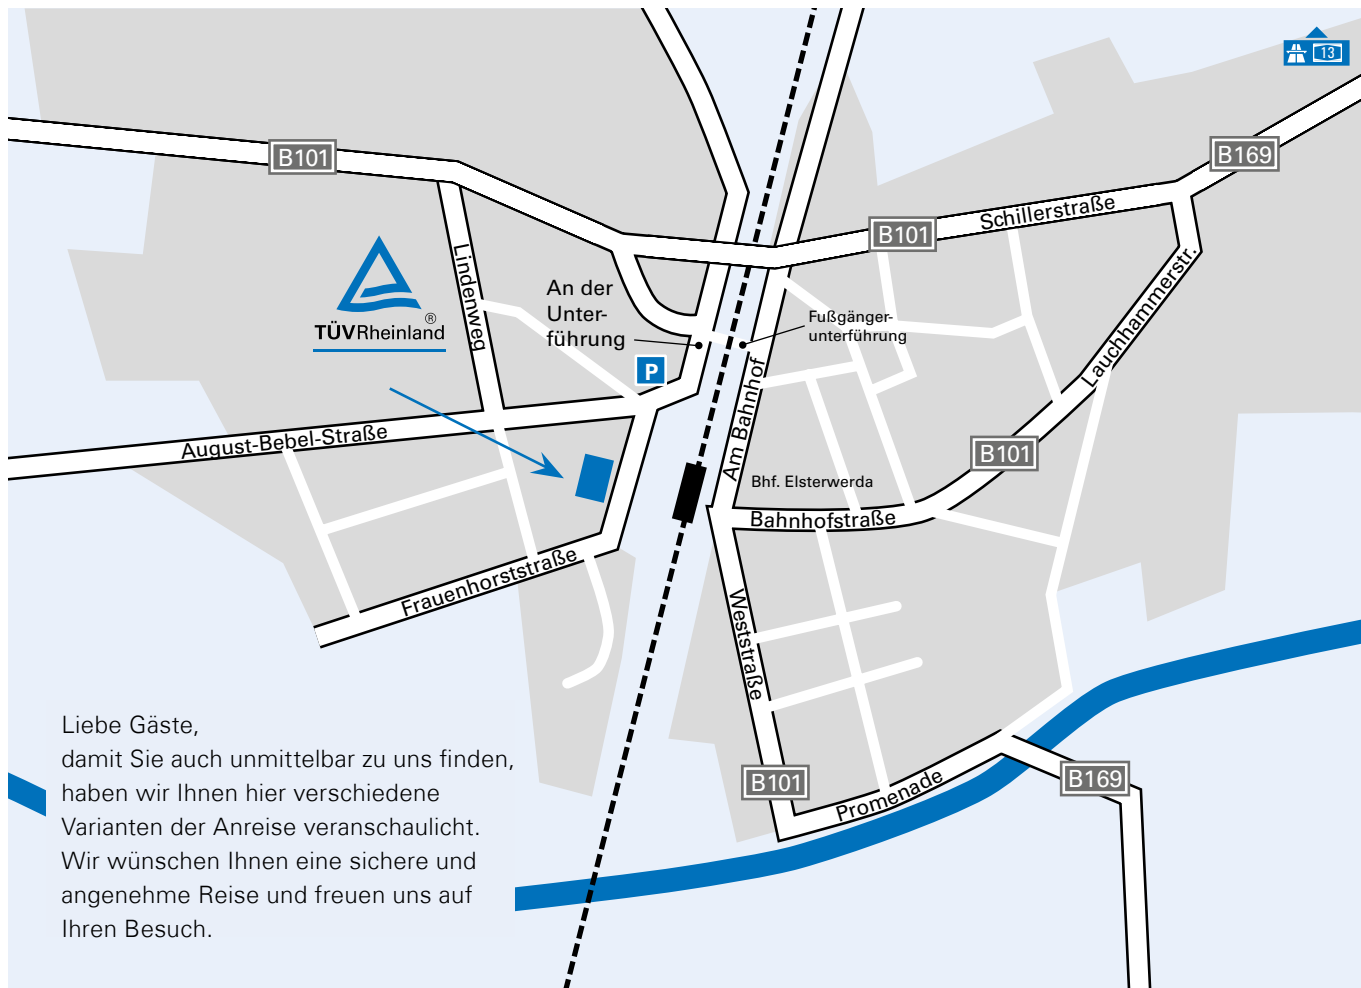 13
B169
B101
Schillerstraße
B101
Lindenweg
TÜVRheinland
®
An der
Unter-
führung
Fußgänger-
unterführung
P
Lauchhammerstr.
Am Bahnhof
August-Bebel-Straße
B101
Bhf. Elsterwerda
Bahnhofstraße
Frauenhorststraße
Weststraße
B101
Promenade
B169
Liebe Gäste,
damit Sie auch unmittelbar zu uns finden,
haben wir Ihnen hier verschiedene
Varianten der Anreise veranschaulicht.
Wir wünschen Ihnen eine sichere und
angenehme Reise und freuen uns auf
Ihren Besuch.